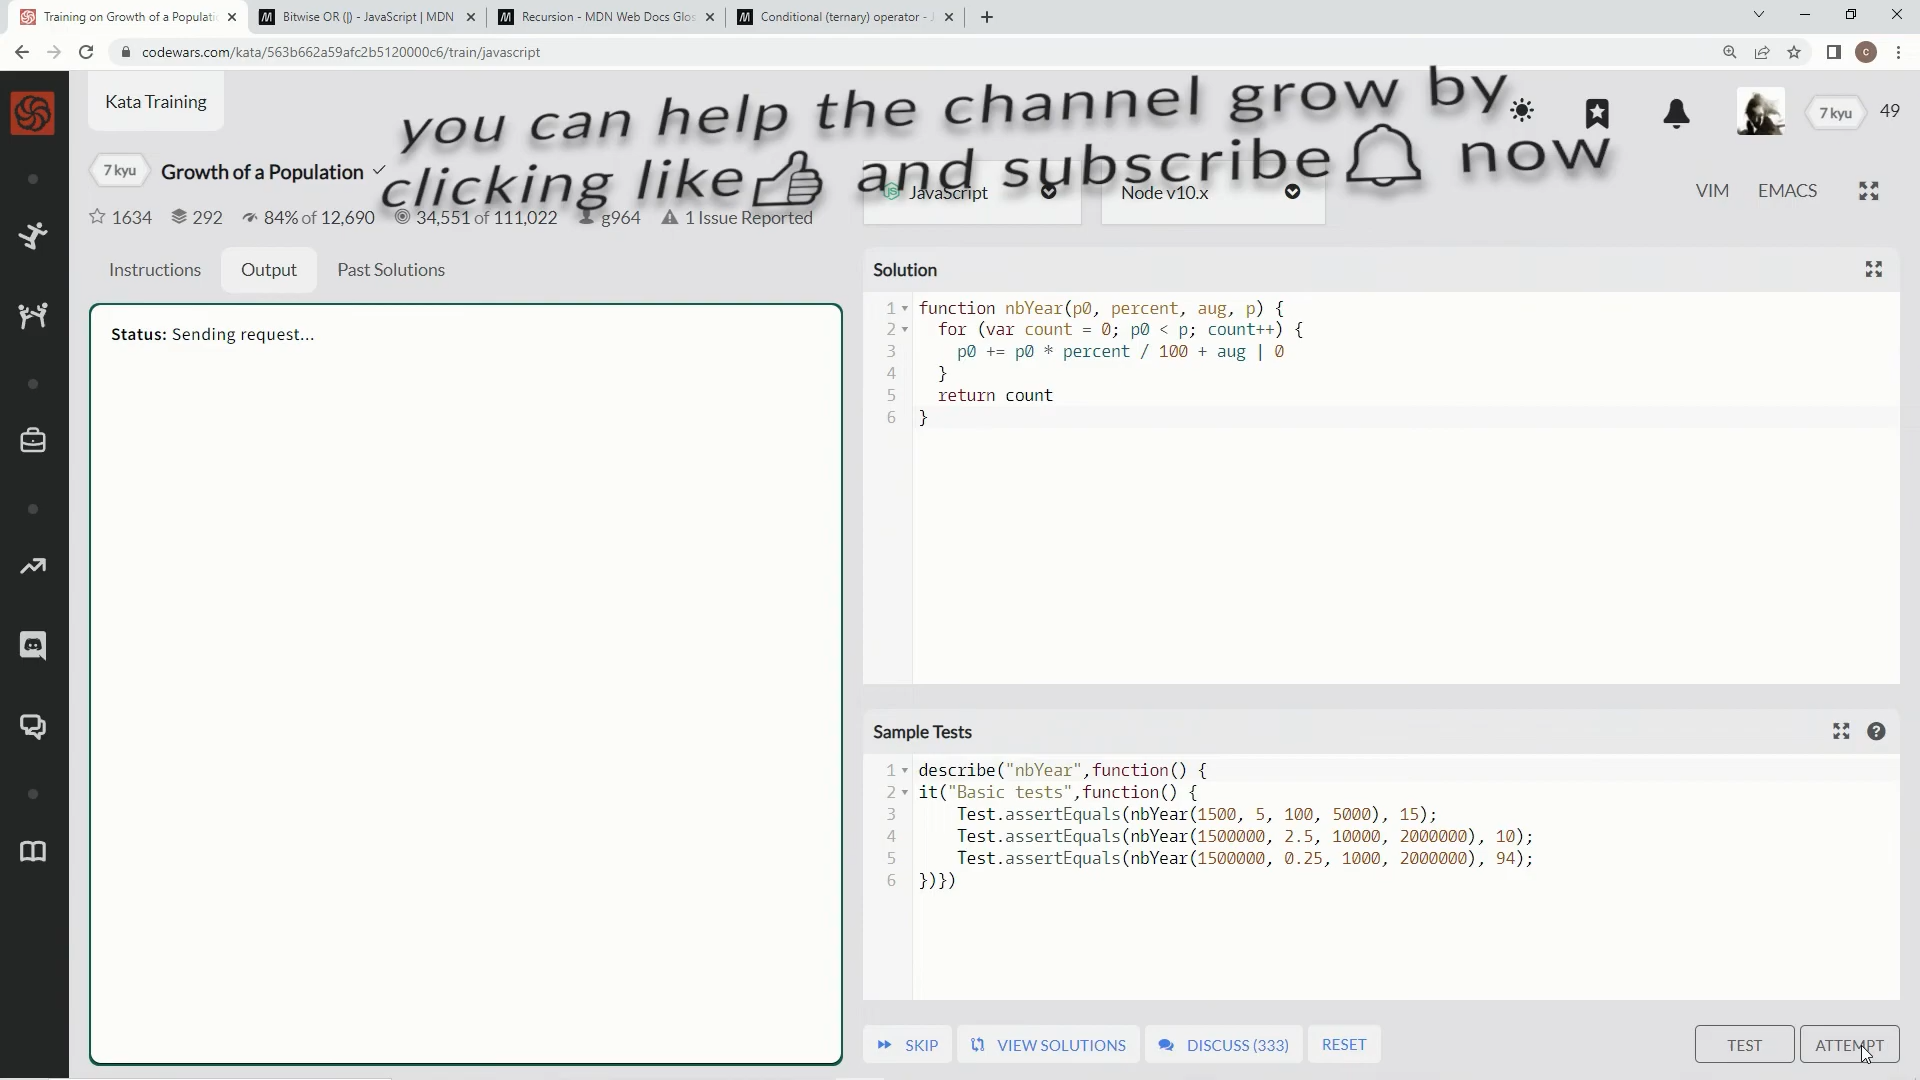 Training on Growth of a Populati
Bitwise OR (|) - JavaScript | MDN
Recursion - MDN Web Docs Glos
Conditional (ternary) operator -
codewars.com/kata/563b662a59afc2b5120000c6/train/javascript
C
Kata Training
you can help the channel grow by
clicking like and subscribe now
7 kyu
49
7 kyu
Growth of a Population
JavaScript
Node v10.x
VIM
EMACS
1634
292
84% of 12,690
34,551 of 111,022
g964
1 Issue Reported
Instructions
Output
Past Solutions
Status: Sending request...
Solution
1 function nbYear(p0, percent, aug, p) {
2 for (var count = 0; p0 < p; count++) {
3 p0 += p0 * percent / 100 + aug | 0
4 }
5 return count
6 }
Sample Tests
1 describe("nbYear",function() {
2 it("Basic tests",function() {
3 Test.assertEquals(nbYear(1500, 5, 100, 5000), 15);
4 Test.assertEquals(nbYear(1500000, 2.5, 10000, 2000000), 10);
5 Test.assertEquals(nbYear(1500000, 0.25, 1000, 2000000), 94);
6 })})
SKIP
VIEW SOLUTIONS
DISCUSS (333)
RESET
TEST
ATTEMPT